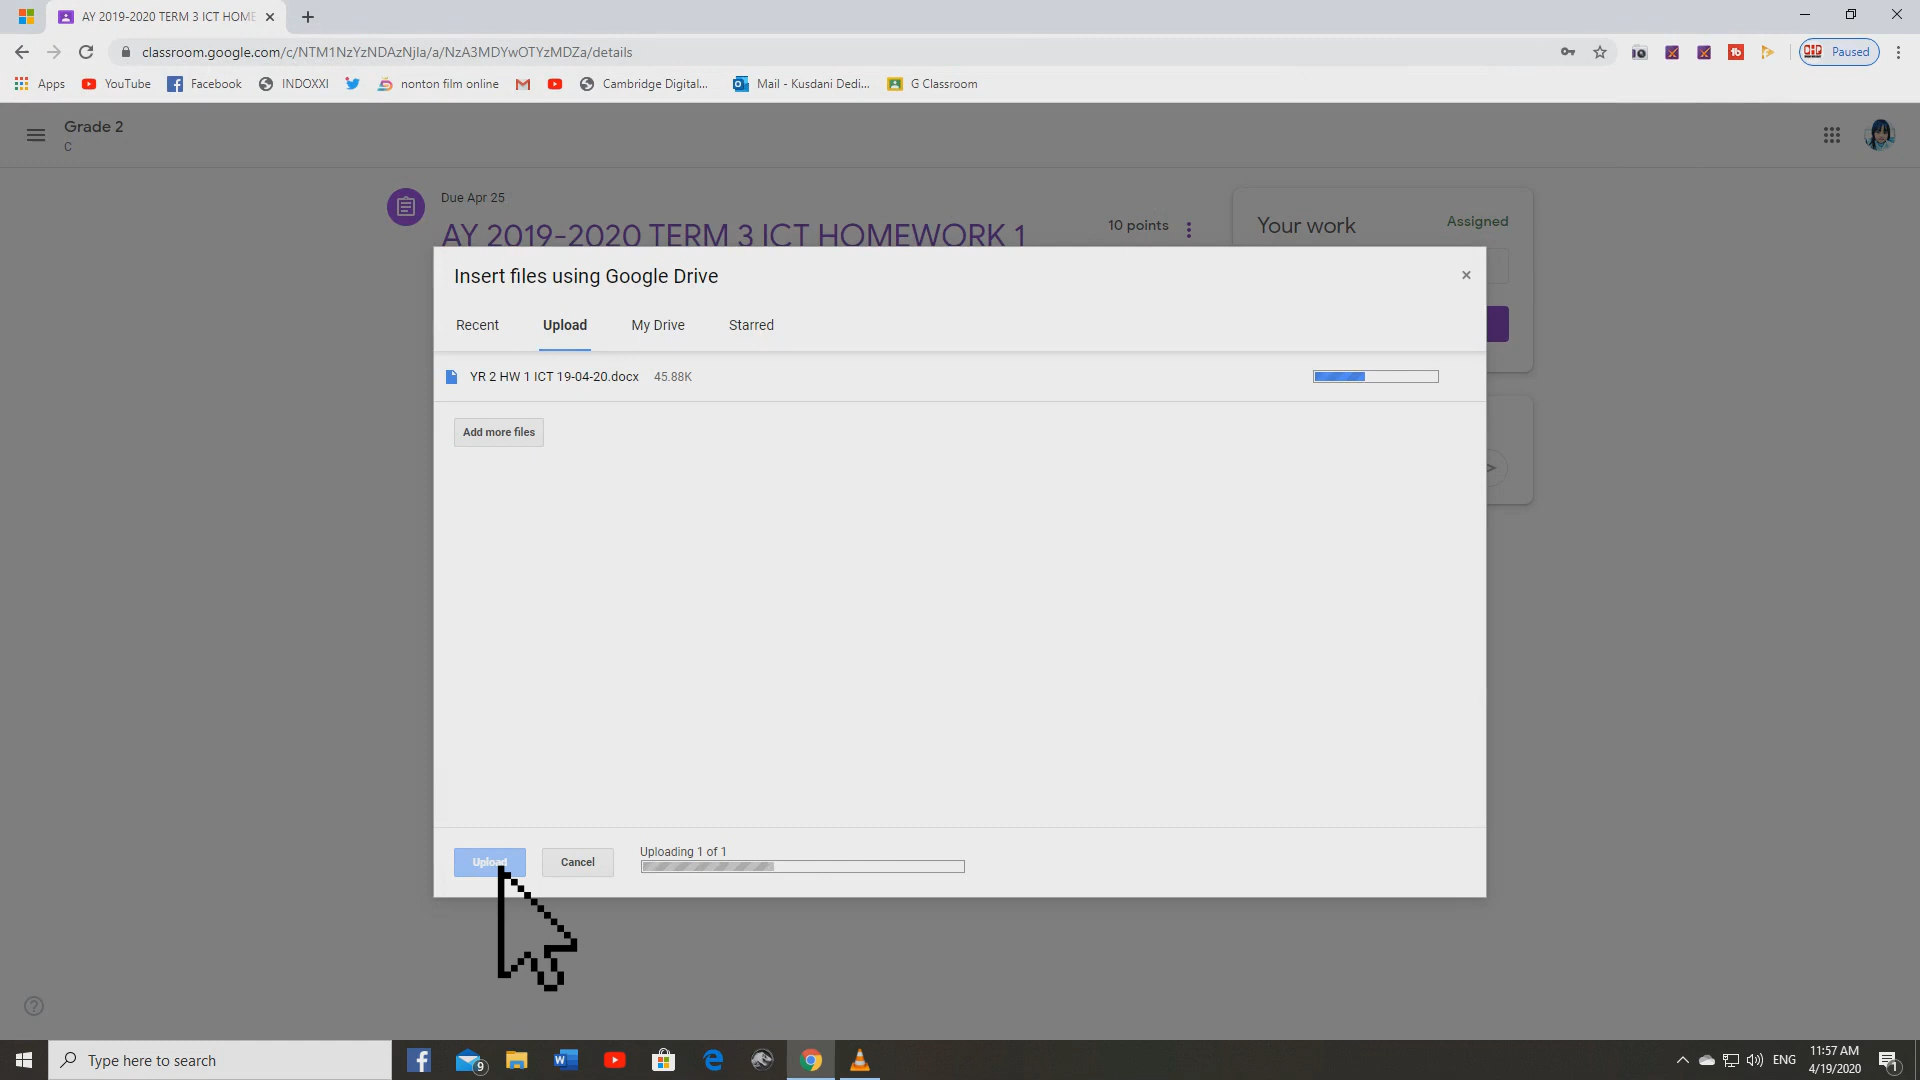 AY 2019-2020 TERM 3 ICT HOME
classroom.google.com/c/NTM1NzYzNDAzNjla/a/NzA3MDYwOTYzMDZa/details
Paused
Apps
YouTube
Facebook
INDOXXI
nonton film online
Cambridge Digital...
Mail - Kusdani Dedi...
G Classroom
Grade 2
C
Due Apr 25
AY 2019-2020 TERM 3 ICT HOMEWORK 1
10 points
Your work
Assigned
Insert files using Google Drive
Recent
Upload
My Drive
Starred
YR 2 HW 1 ICT 19-04-20.docx 45.88K
Add more files
Upload
Cancel
Uploading 1 of 1
Type here to search
9
ENG
11:57 AM
4/19/2020
1